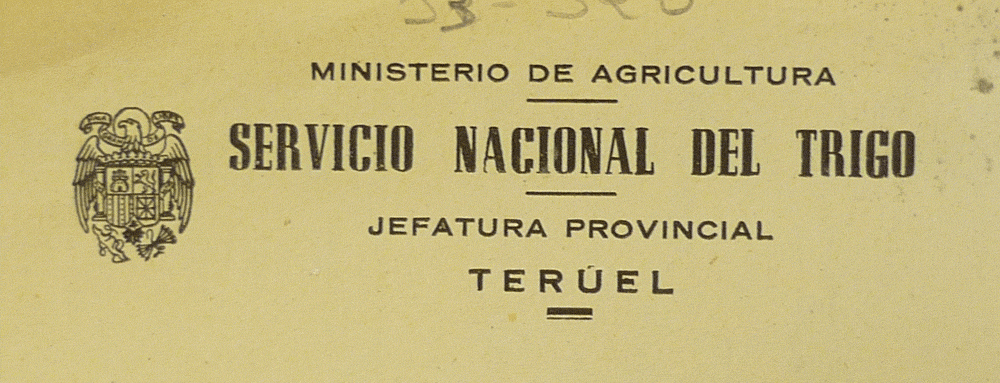 MINISTERIO DE AGRICULTURA
SERVICIO NACIONAL DEL TRIGO
JEFATURA PROVINCIAL
TERÚEL